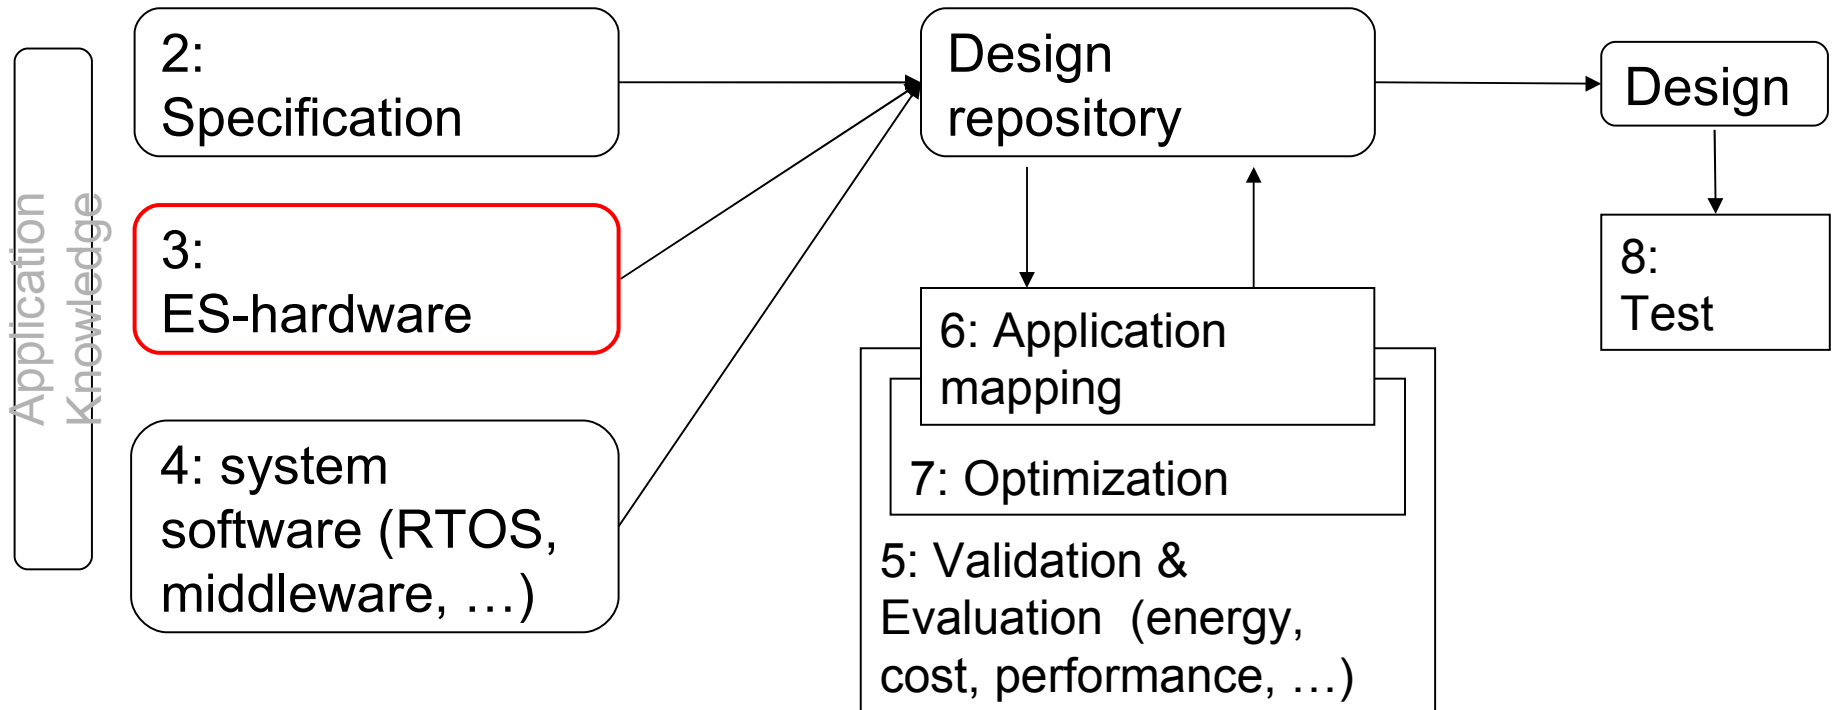 Application
Knowledge
2:
Specification
3:
ES-hardware
4: system
software (RTOS,
middleware, …)
Design
repository
6: Application
mapping
7: Optimization
5: Validation &
Evaluation (energy,
cost, performance, …)
Design
8:
Test